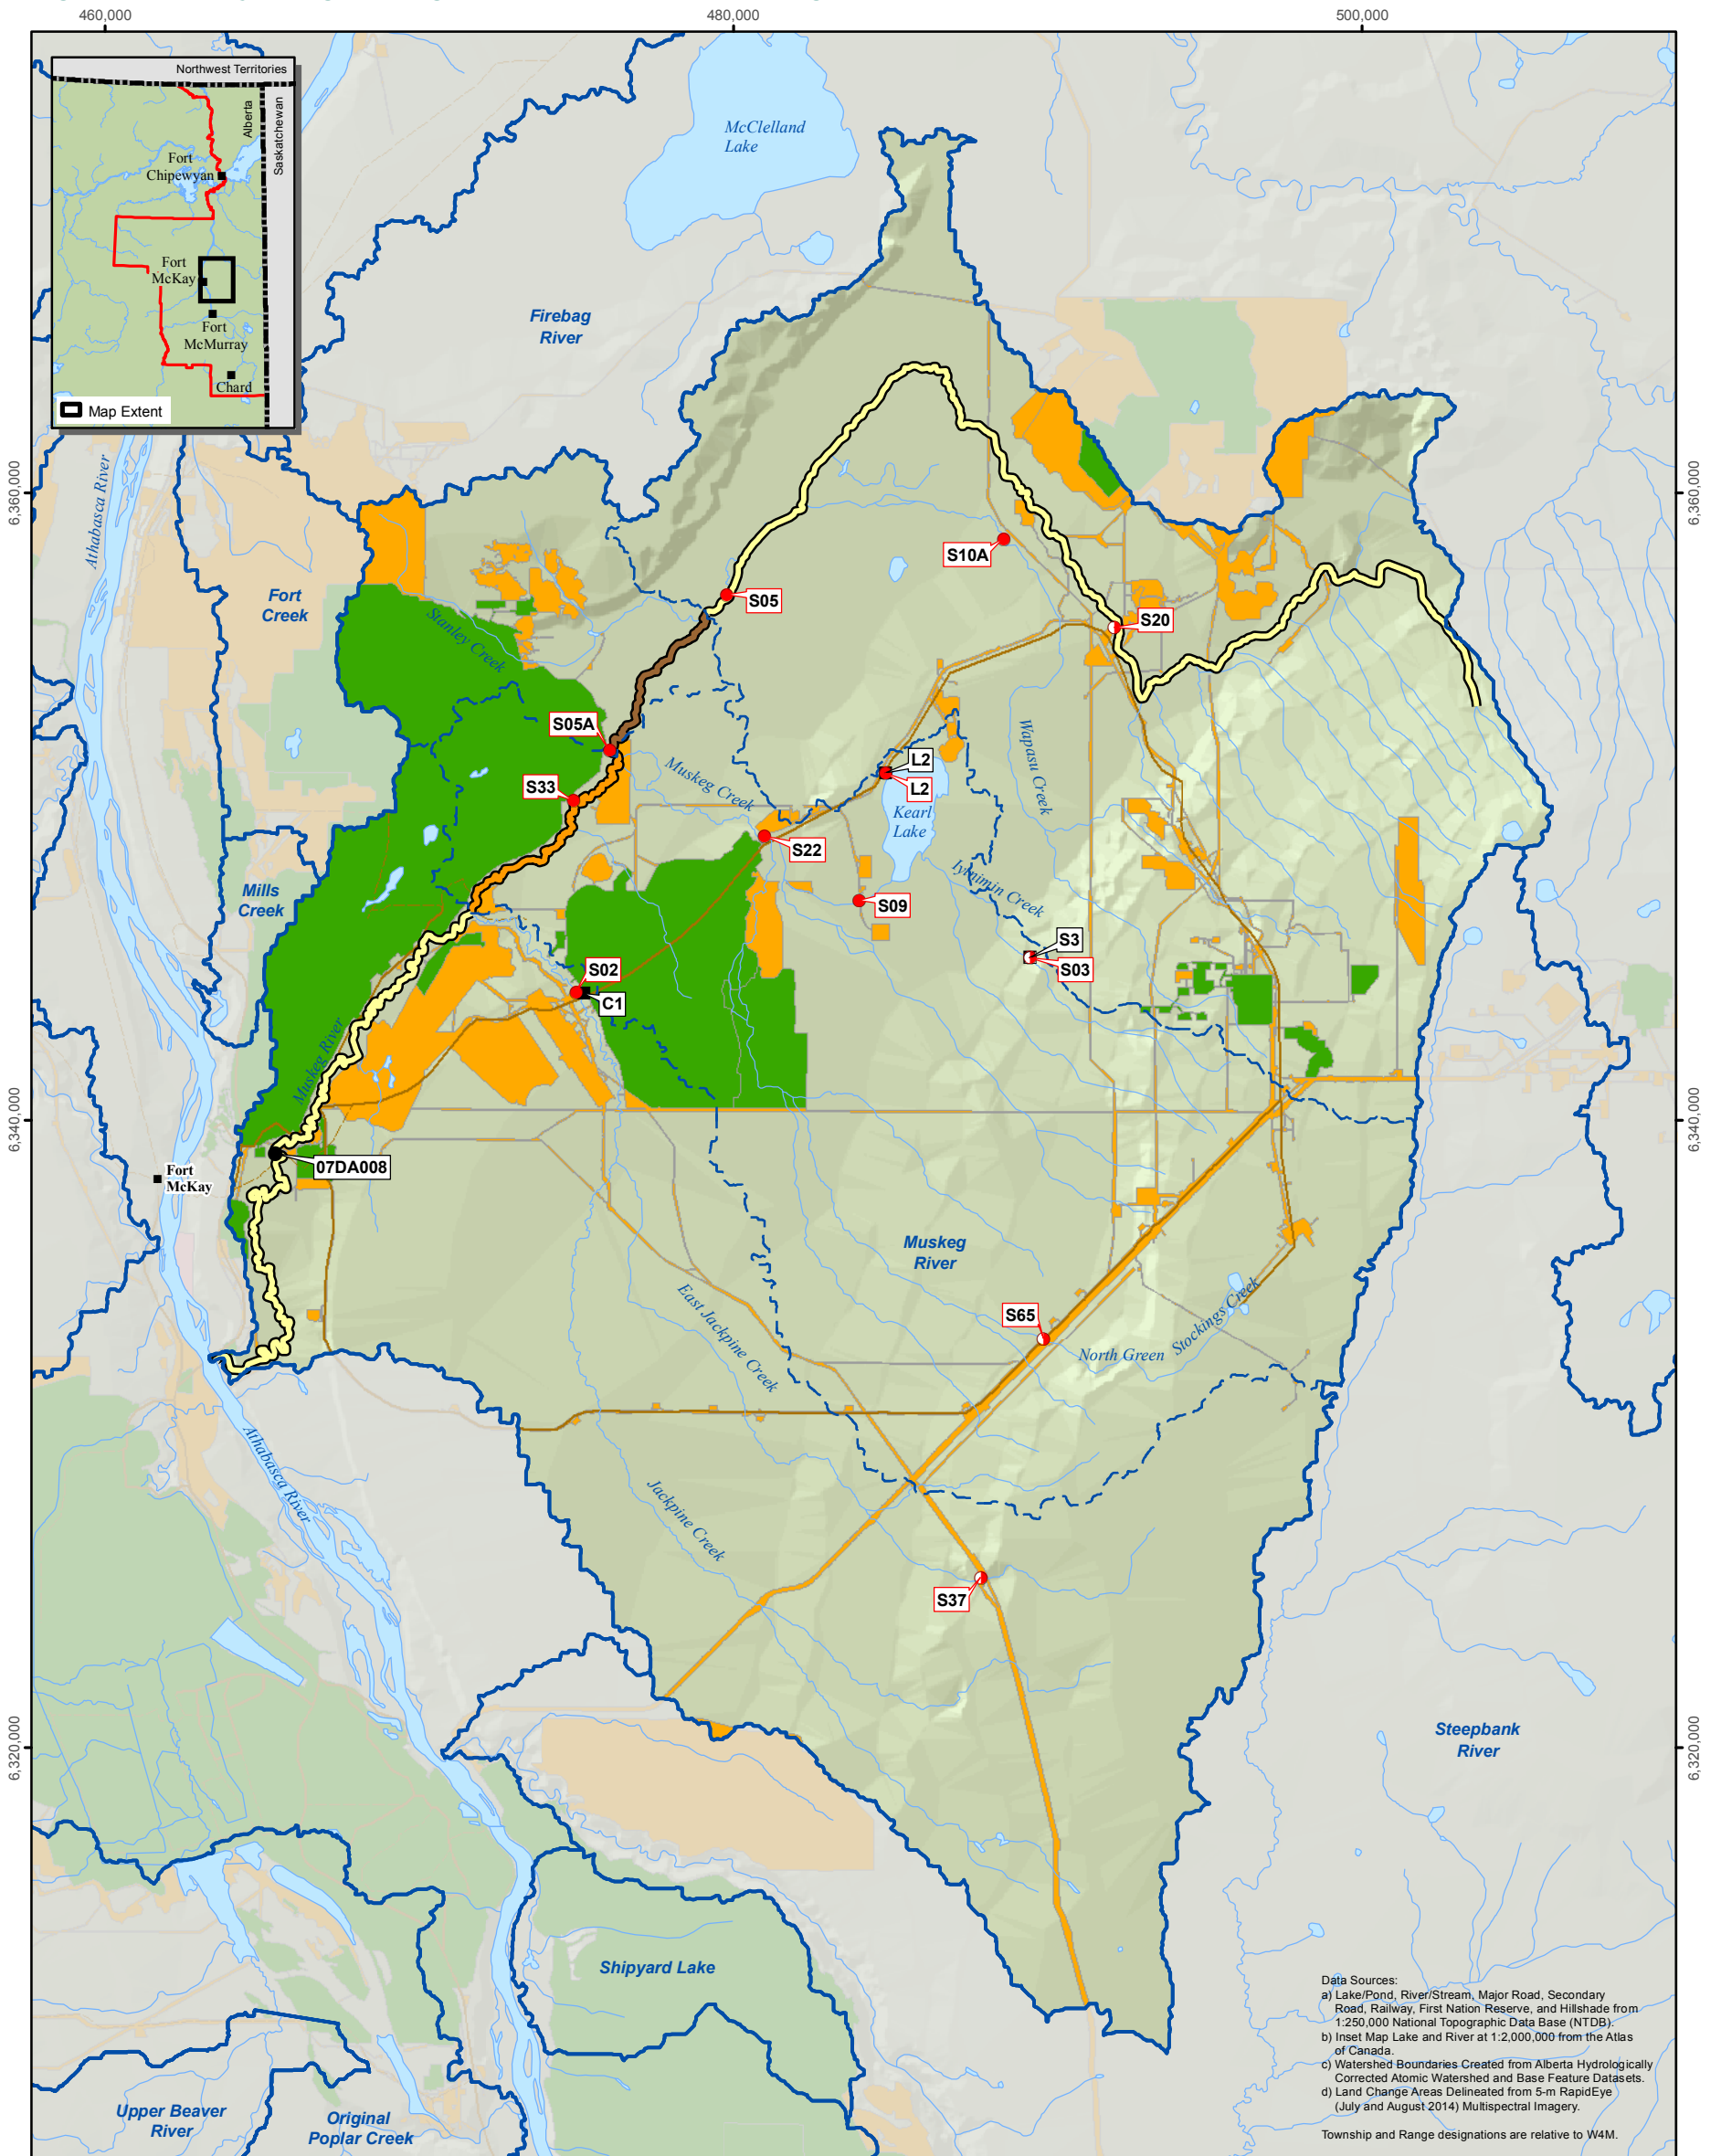 460,000
480,000
500,000
Northwest Territories
Alberta
Saskatchewan
Fort
Chipewyan
Fort
McKay
Fort
McMurray
Chard
Map Extent
McClelland
Lake
Firebag
River
6,360,000
6,360,000
Athabasca River
Fort
Creek
Stanley Creek
S10A
S05
S20
S05A
S33
Muskeg Creek
L2
L2
Kearl
Lake
Wapasu Creek
S22
Iyinimin Creek
Mills
Creek
S09
S3
S03
S02
C1
Muskeg River
6,340,000
6,340,000
07DA008
Fort
McKay
Muskeg
River
East Jackpine Creek
S65
North Green
Stockings Creek
Athabasca River
Jackpine Creek
S37
6,320,000
6,320,000
Steepbank
River
Shipyard Lake
Upper Beaver
River
Original
Poplar Creek
Data Sources:
a) Lake/Pond, River/Stream, Major Road, Secondary
Road, Railway, First Nation Reserve, and Hillshade from
1:250,000 National Topographic Data Base (NTDB).
b) Inset Map Lake and River at 1:2,000,000 from the Atlas
of Canada.
c) Watershed Boundaries Created from Alberta Hydrologically
Corrected Atomic Watershed and Base Feature Datasets.
d) Land Change Areas Delineated from 5-m RapidEye
(July and August 2014) Multispectral Imagery.
Township and Range designations are relative to W4M.